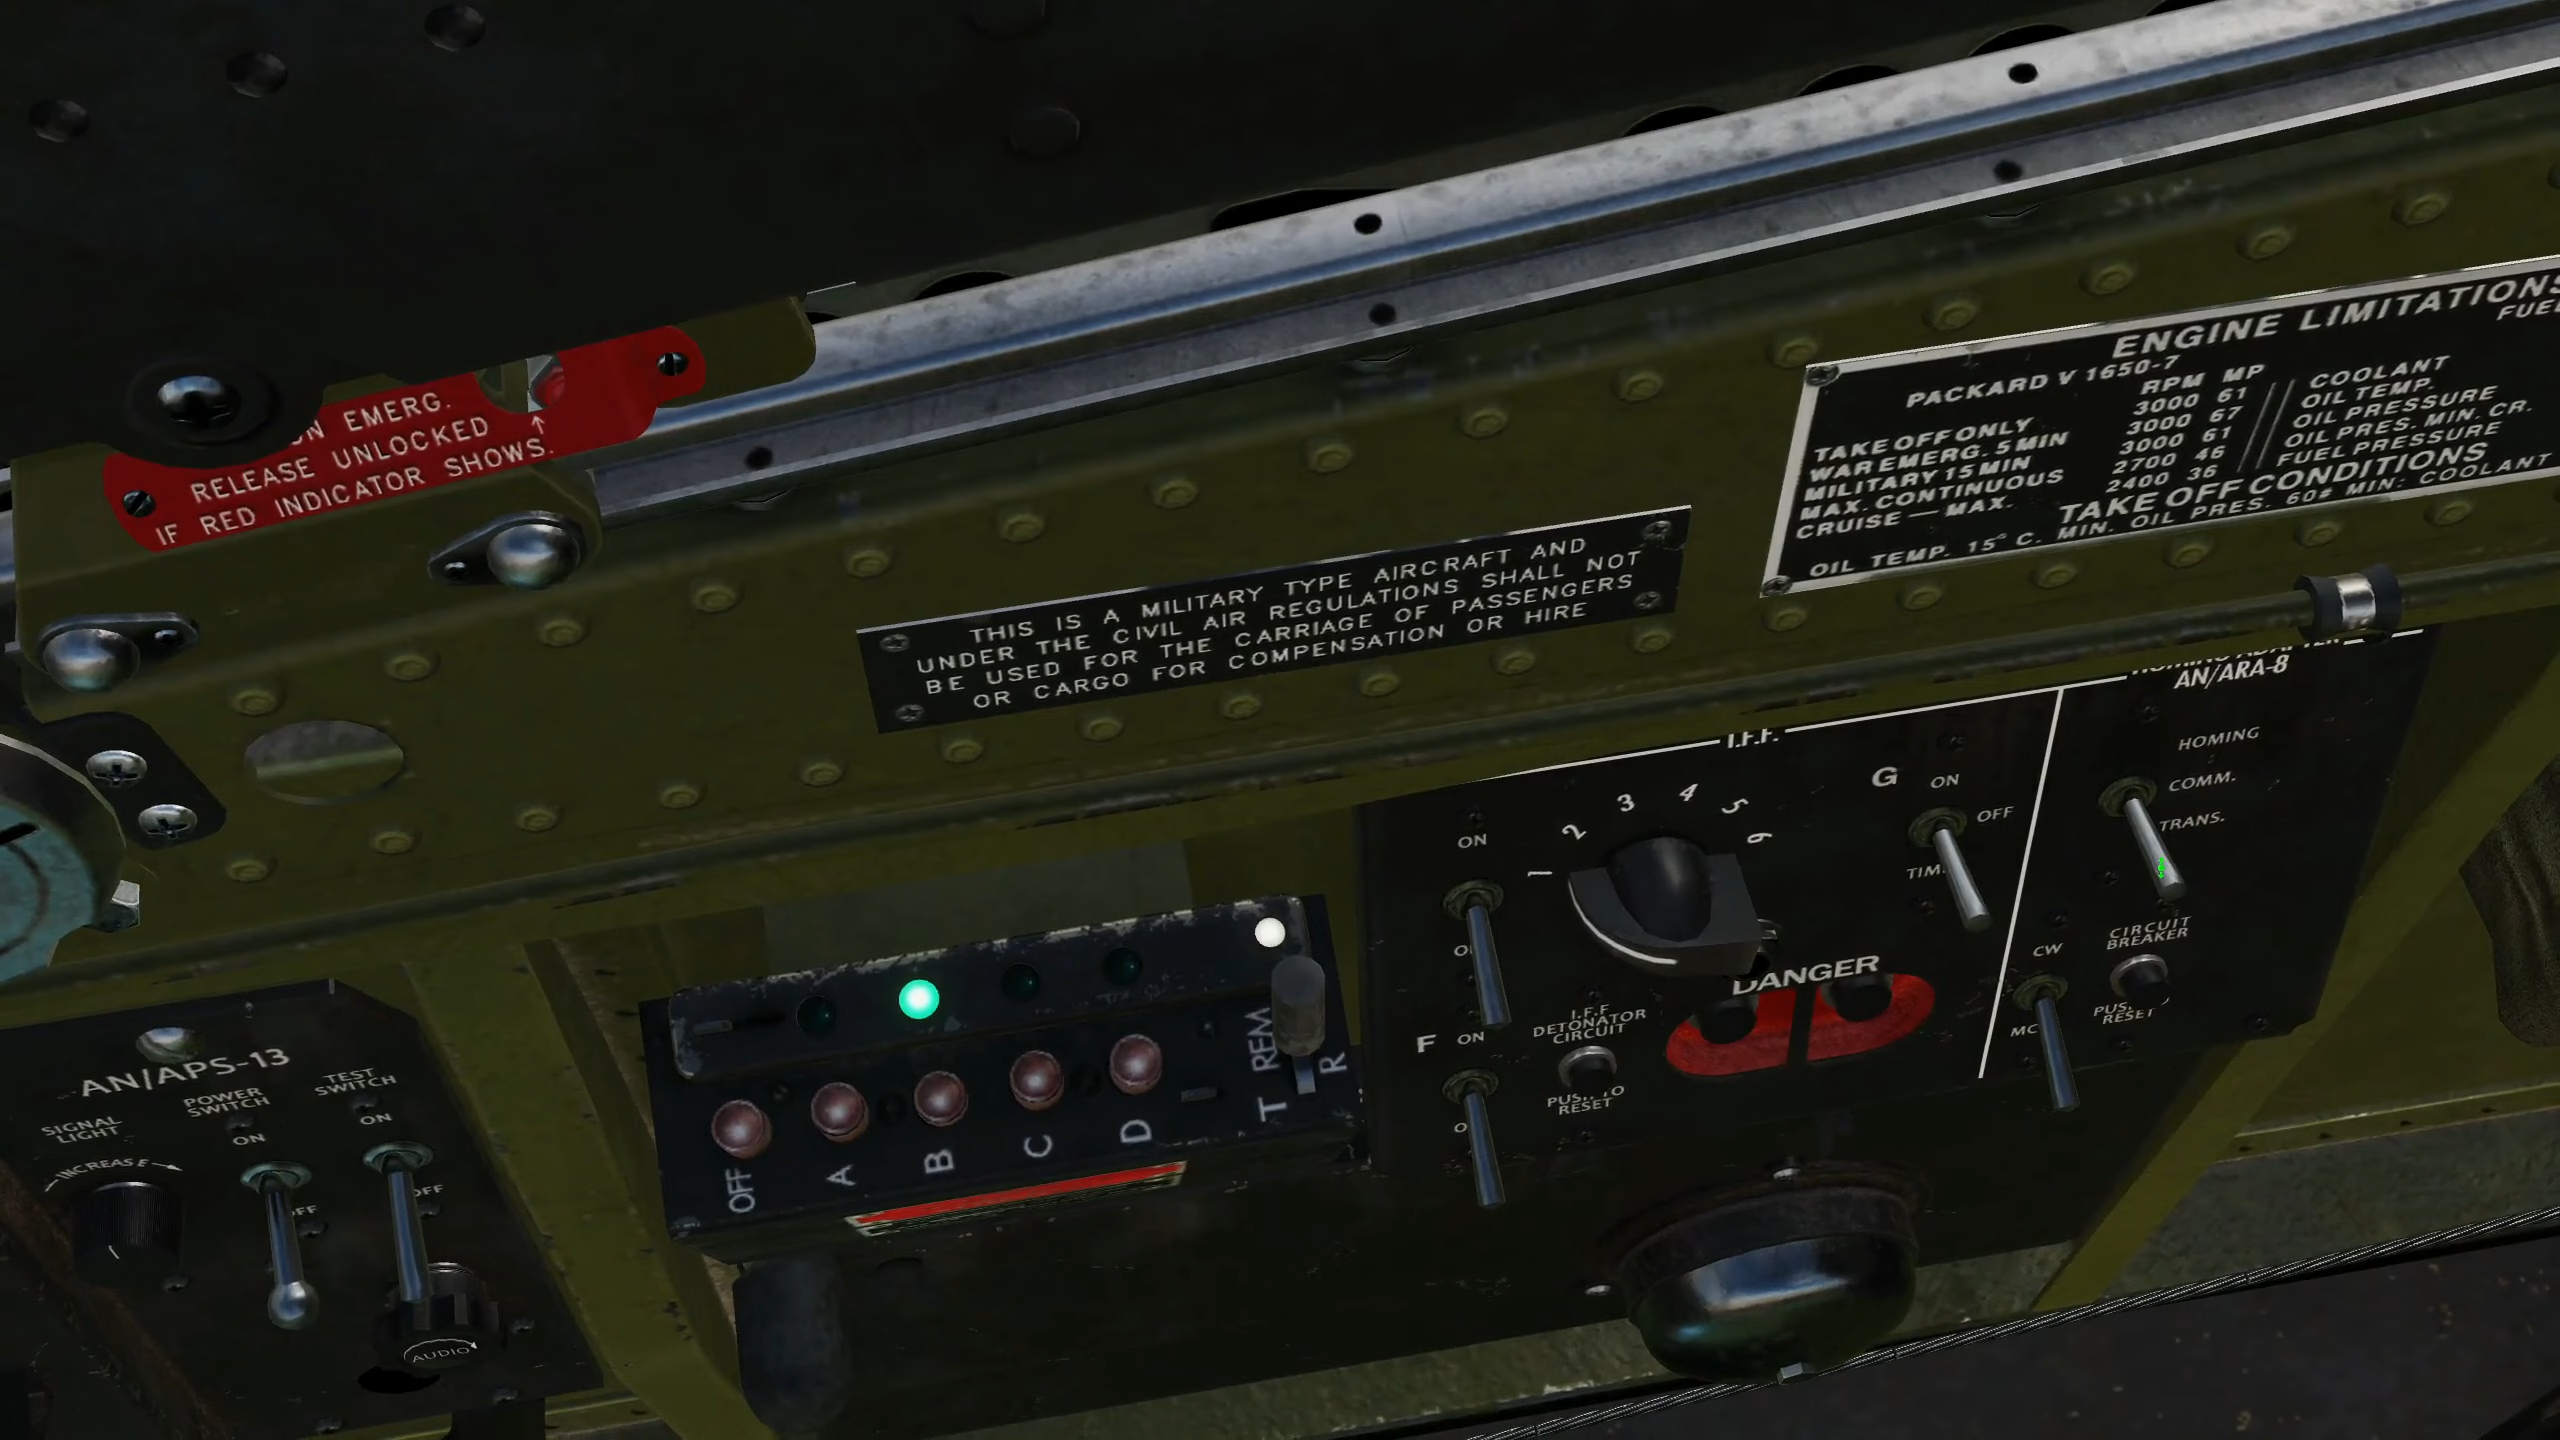 N EMERG.
RELEASE UNLOCKED
IF RED INDICATOR SHOWS.
THIS IS A MILITARY TYPE AIRCRAFT AND
UNDER THE CIVIL AIR REGULATIONS SHALL NOT
BE USED FOR THE CARRIAGE OF PASSENGERS
OR CARGO FOR COMPENSATION OR HIRE
ENGINE LIMITATIONS
FUEL
PACKARD V 1650-7
RPM MP
TAKE OFF ONLY 3000 61
WAR EMERG. 5 MIN 3000 67
MILITARY 15 MIN 3000 61
MAX. CONTINUOUS 2700 46
CRUISE — MAX. 2400 36
COOLANT
OIL TEMP.
OIL PRESSURE
OIL PRES. MIN. CR.
FUEL PRESSURE
TAKE OFF CONDITIONS
OIL TEMP. 15° C. MIN. OIL PRES. 60# MIN: COOLANT
AN/APS-13
SIGNAL
LIGHT
INCREASE
POWER
SWITCH
ON
OFF
TEST
SWITCH
ON
OFF
AUDIO
OFF
A
B
C
D
T REM
R
I.F.F.
ON
1 2 3 4 5 6
G
ON
OFF
F
ON
I.F.F
DETONATOR
CIRCUIT
PUSH TO
RESET
DANGER
AN/ARA-8
HOMING
COMM.
TRANS.
CW
CIRCUIT
BREAKER
RESET